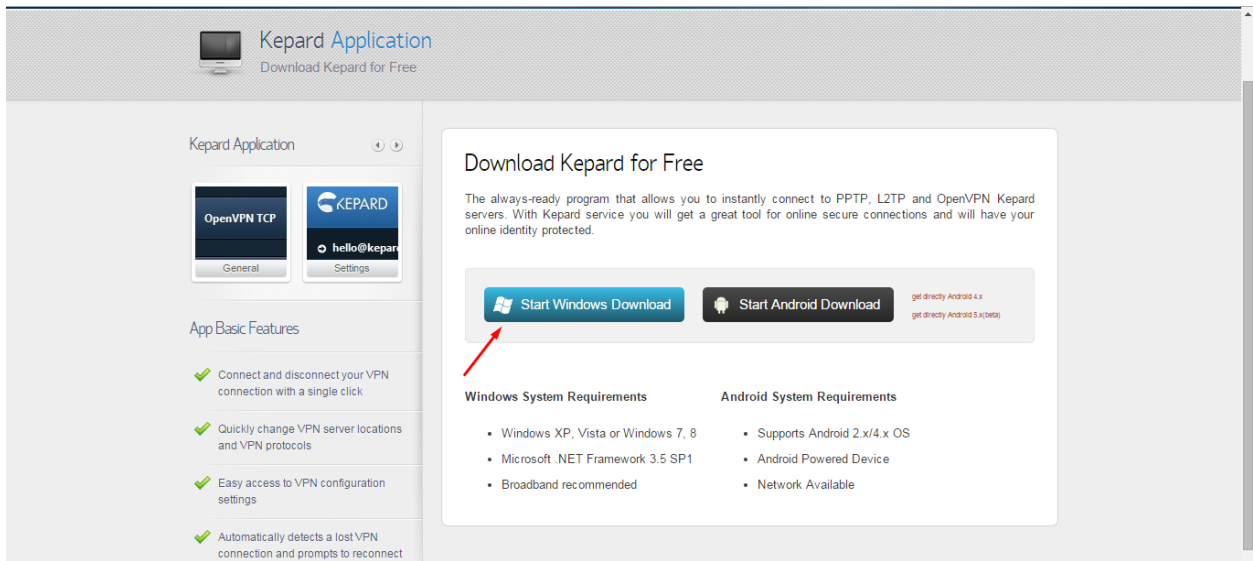 Kepard Application
Download Kepard for Free
Kepard Application
OpenVPN TCP
General
KEPARD
hello@kepar
Settings
App Basic Features
Connect and disconnect your VPN
connection with a single click
Quickly change VPN server locations
and VPN protocols
Easy access to VPN configuration
settings
Automatically detects a lost VPN
connection and prompts to reconnect
Download Kepard for Free
The always-ready program that allows you to instantly connect to PPTP, L2TP and OpenVPN Kepard
servers. With Kepard service you will get a great tool for online secure connections and will have your
online identity protected.
Start Windows Download
Start Android Download
get directly Android 4.x
get directly Android 5.x(beta)
Windows System Requirements
• Windows XP, Vista or Windows 7, 8
• Microsoft .NET Framework 3.5 SP1
• Broadband recommended
Android System Requirements
• Supports Android 2.x/4.x OS
• Android Powered Device
• Network Available